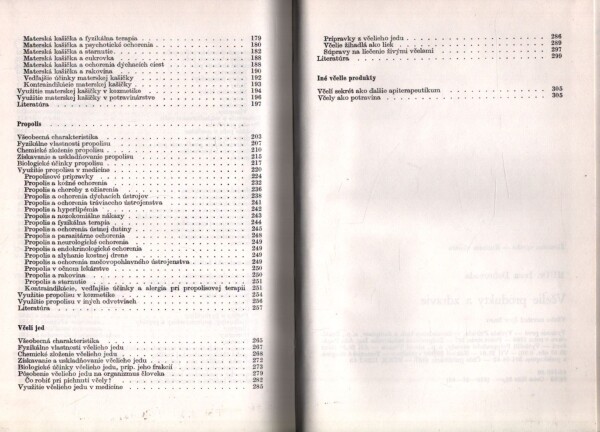 Materská kašička a fyzikálna terapia 179
Materská kašička a psychotické ochorenia 180
Materská kašička a starnutie 182
Materská kašička a cukrovka 188
Materská kašička a ochorenia dýchacích ciest 188
Materská kašička a rakovina 190
Vedľajšie účinky materskej kašičky 192
Kontraindikácie materskej kašičky 193
Využitie materskej kašičky v kozmetike 194
Využitie materskej kašičky v potravinárstve 196
Literatúra 197
Propolis
Všeobecná charakteristika 203
Fyzikálne vlastnosti propolisu 207
Chemické zloženie propolisu 210
Získavanie a uskladňovanie propolisu 215
Biologické účinky propolisu 217
Využitie propolisu v medicíne 220
Propolisové prípravky 224
Propolis a kožné ochorenia 232
Propolis a choroby z ožiarenia 236
Propolis a ochorenia dýchacích ústrojov 238
Propolis a ochorenia tráviaceho ústrojenstva 241
Propolis a hyperlipémia 242
Propolis a nozokomiálne nákazy 243
Propolis a fyzikálna terapia 244
Propolis a ochorenia ústnej dutiny 245
Propolis a parazitárne ochorenia 248
Propolis a neurologické ochorenia 249
Propolis a endokrinologické ochorenia 249
Propolis a zlyhanie kostnej drene 249
Propolis a ochorenia močovopohlavného ústrojenstva 249
Propolis v očnom lekárstve 250
Propolis a rakovina 250
Propolis a starnutie 251
Kontraindikácie, vedľajšie účinky a alergia pri propolisovej terapii 251
Využitie propolisu v kozmetike 254
Využitie propolisu v iných odvetviach 256
Literatúra 257
Včelí jed
Všeobecná charakteristika 265
Fyzikálne vlastnosti včelieho jedu 267
Chemické zloženie včelieho jedu 268
Získavanie a uskladňovanie včelieho jedu 272
Biologické účinky včelieho jedu, príp. jeho frakcií 273
Pôsobenie včelieho jedu na organizmus človeka 279
Čo robiť pri pichnutí včely? 282
Využitie včelieho jedu v medicíne 285
Prípravky z včelieho jedu 286
Včelie žihadlá ako liek 289
Súpravy na liečenie živými včelami 297
Literatúra 299
Iné včelie produkty
Včelí sekrét ako ďalšie apiterapeutikum 305
Včely ako potravina 305